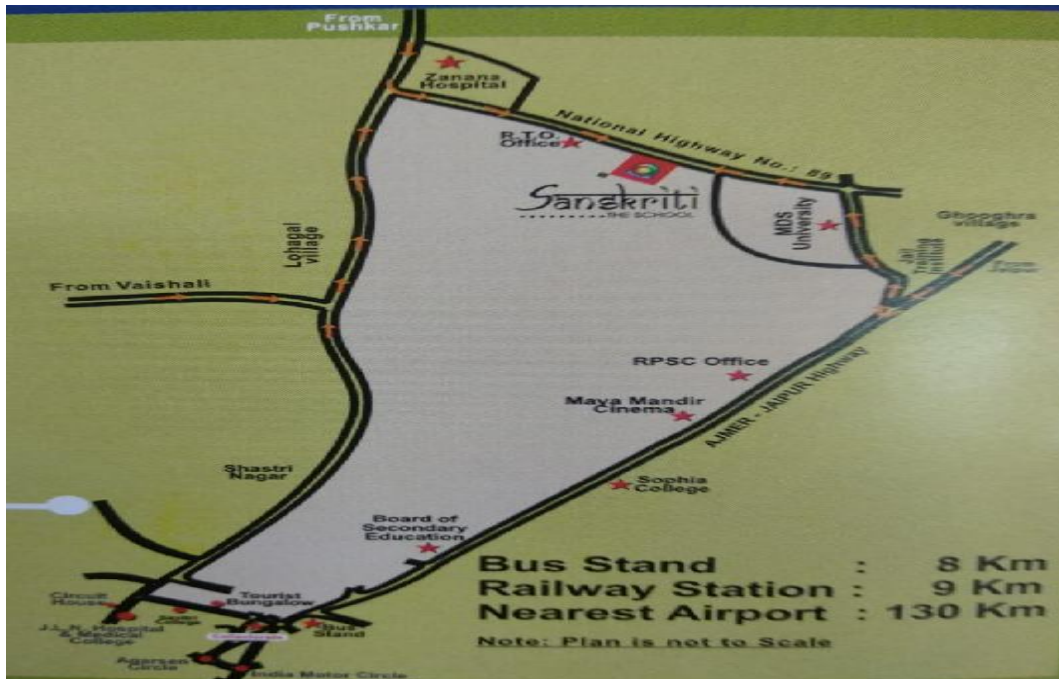 From
Pushkar
Zanana
Hospital
National Highway No.: 89
R.T.O.
Office
Sanskriti
THE SCHOOL
MDS
University
Ghooghra
village
Jail
Training
Institute
From
Jaipur
Lohagal
village
From Vaishali
RPSC Office
Maya Mandir
Cinema
AJMER - JAIPUR Highway
Shastri
Nagar
Sophia
College
Board of
Secondary
Education
Bus Stand : 8 Km
Railway Station : 9 Km
Nearest Airport : 130 Km
Note: Plan is not to Scale
Circuit
House
Tourist
Bungalow
College
J.L.N. Hospital
& Medical
College
Bus
Stand
Agarsen
Circle
India Motor Circle